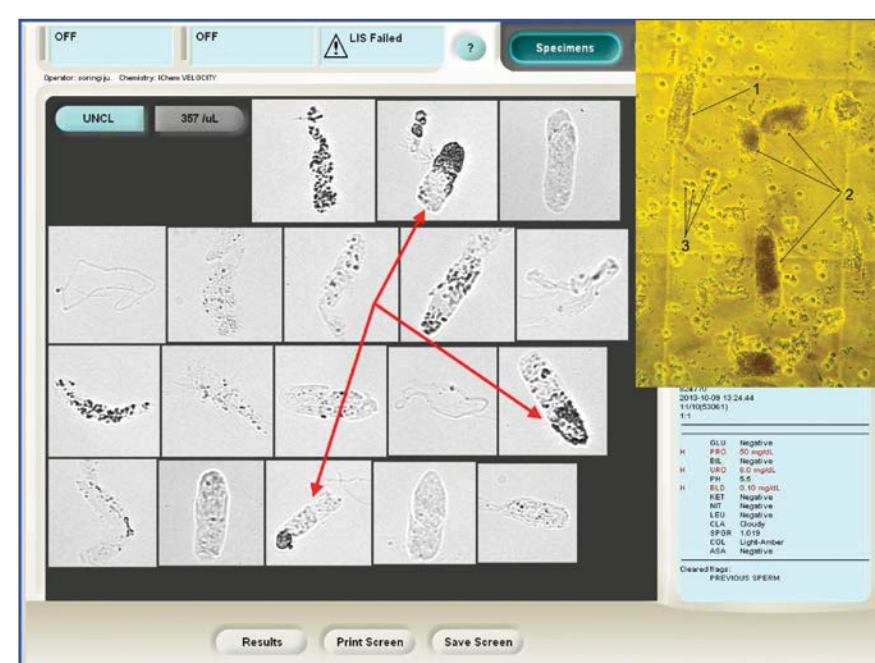 OFF OFF LIS Failed ? Specimens
Chemistry: IChem VELOCITY
UNCL 357 /uL
1
2
3
2013-10-09 13:24:44
11/10(53061)
1:1
GLU Negative
H PRO 50 mg/dL
BIL Negative
H URO 8.0 mg/dL
PH 5.5
H BLD 0.10 mg/dL
KET Negative
NIT Negative
LEU Negative
CLA Cloudy
SPGR 1.019
COL Light-Amber
ASA Negative
Cleared flags:
PREVIOUS SPERM
Results Print Screen Save Screen